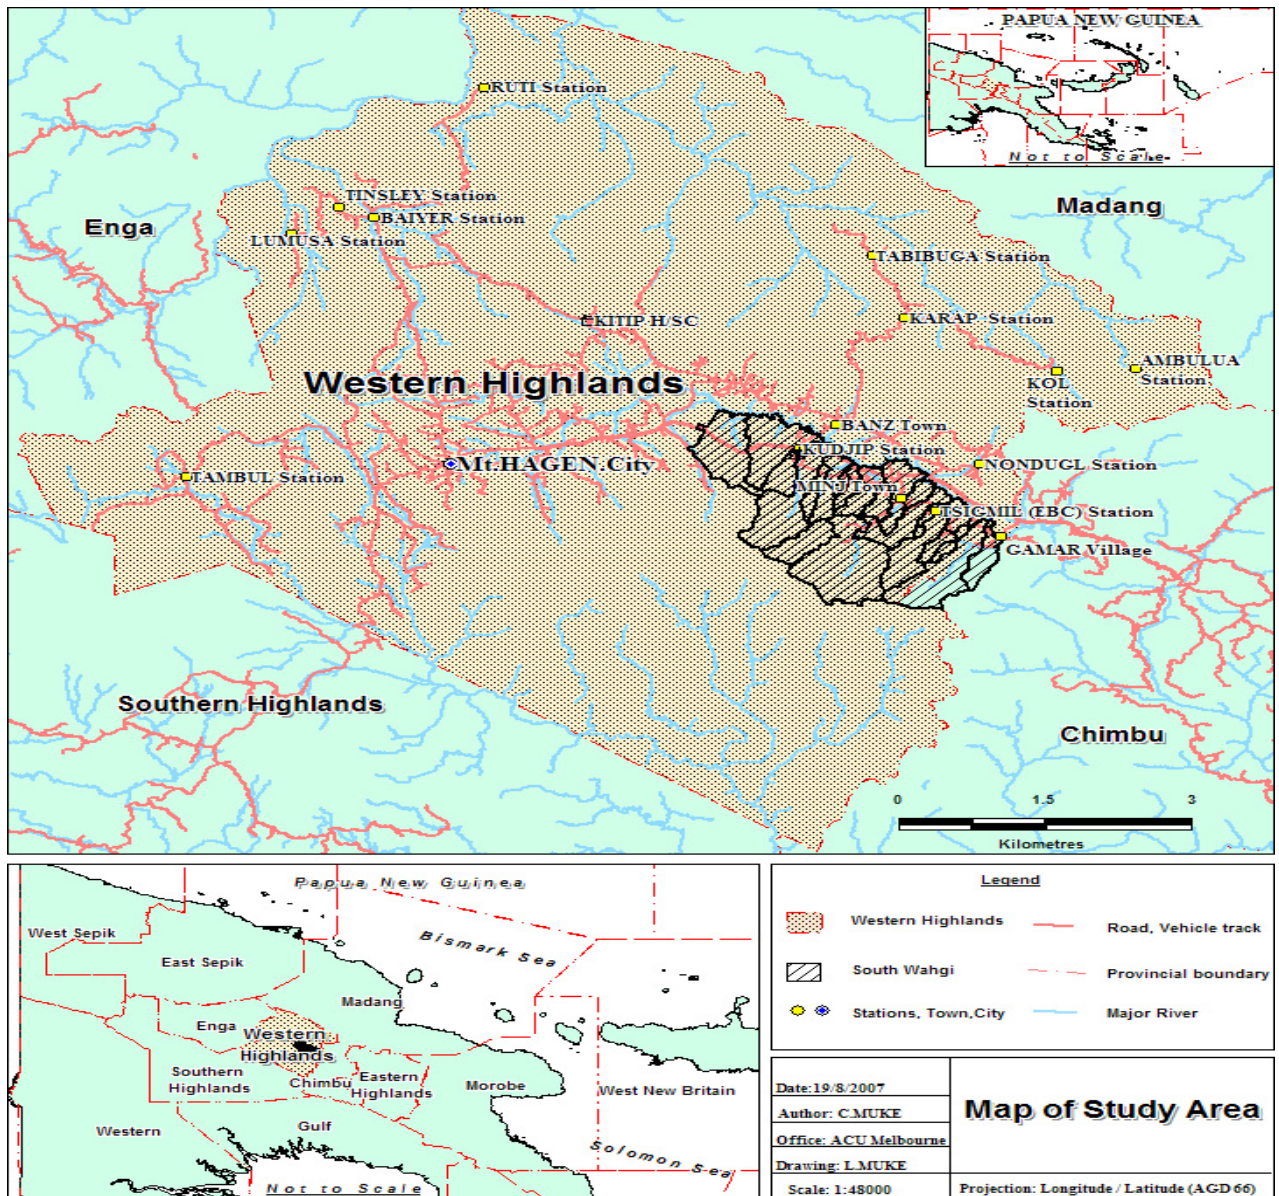 PAPUA NEW GUINEA
Not to Scale
RUTI Station
TINSLEY Station
BAIYER Station
LUMUSA Station
Enga
Madang
TABIBUGA Station
KITIP H/SC
KARAP Station
AMBULUA
Station
KOL
Station
Western Highlands
BANZ Town
KUDJIP Station
Mt.HAGEN City
NONDUGL Station
TAMBUL Station
MINJ Town
TSIGMIL (EBC) Station
GAMAR Village
Southern Highlands
Chimbu
0 1.5 3
Kilometres
Papua New Guinea
West Sepik
Bismark Sea
East Sepik
Madang
Enga
Western
Highlands
Southern
Highlands
Chimbu
Eastern
Highlands
Morobe
West New Britain
Western
Gulf
Solomon Sea
Not to Scale
Legend
Western Highlands
Road, Vehicle track
South Wahgi
Provincial boundary
Stations, Town,City
Major River
Date:19/8/2007
Author: C.MUKE
Office: ACU Melbourne
Drawing: L.MUKE
Scale: 1:48000
Map of Study Area
Projection: Longitude / Latitude (AGD 66)